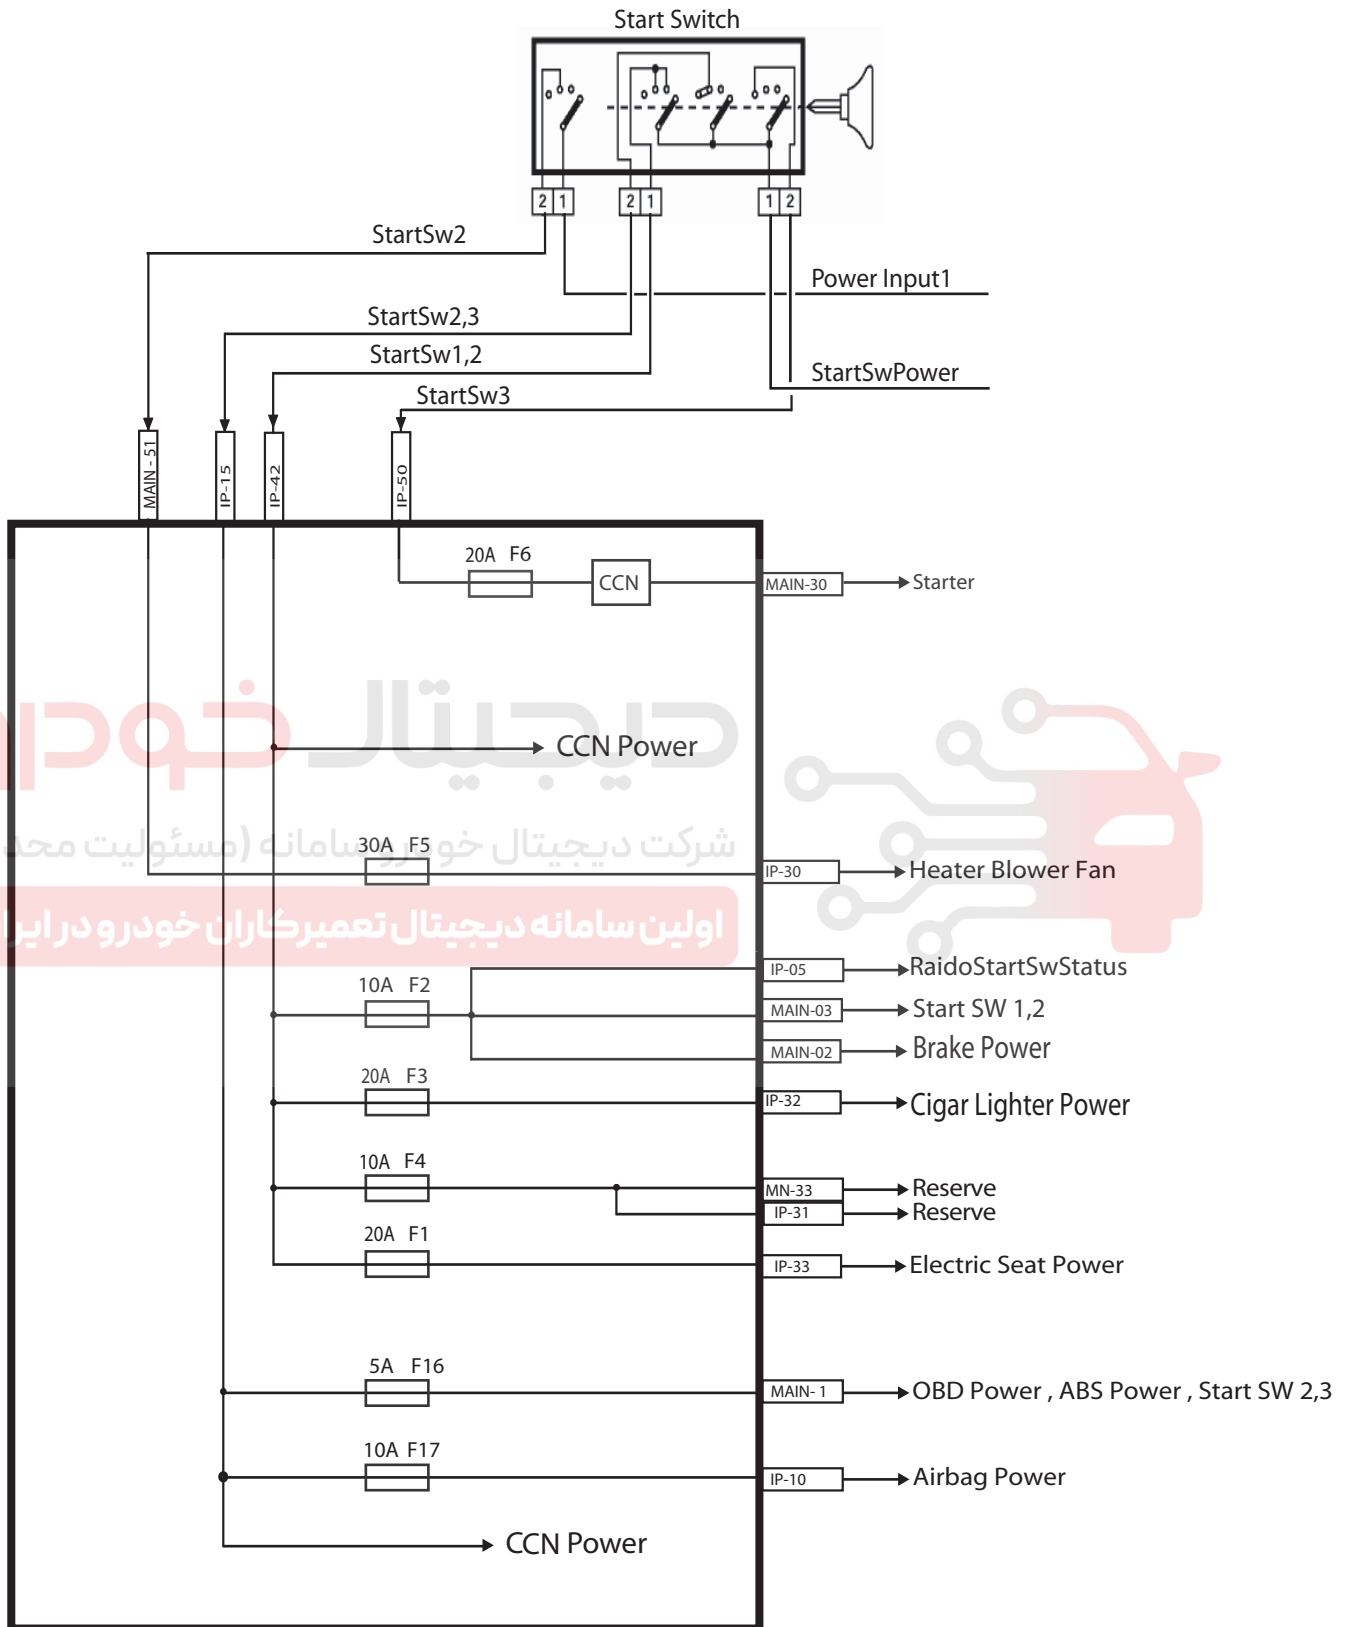 Start Switch
2 1 2 1 1 2
StartSw2
Power Input1
StartSw2,3
StartSw1,2
StartSwPower
StartSw3
MAIN - 51
IP-15
IP-42
IP-50
20A F6
CCN
MAIN-30
Starter
دیجیتال خودر
CCN Power
شرکت دیجیتال خودرو سامانه (مسئولیت محد
30A F5
IP-30
Heater Blower Fan
اولین سامانه دیجیتال تعمیرکاران خودرو در ایرا
IP-05
RaidoStartSwStatus
10A F2
MAIN-03
Start SW 1,2
MAIN-02
Brake Power
20A F3
IP-32
Cigar Lighter Power
10A F4
MN-33
Reserve
IP-31
Reserve
20A F1
IP-33
Electric Seat Power
5A F16
MAIN- 1
OBD Power , ABS Power , Start SW 2,3
10A F17
IP-10
Airbag Power
CCN Power